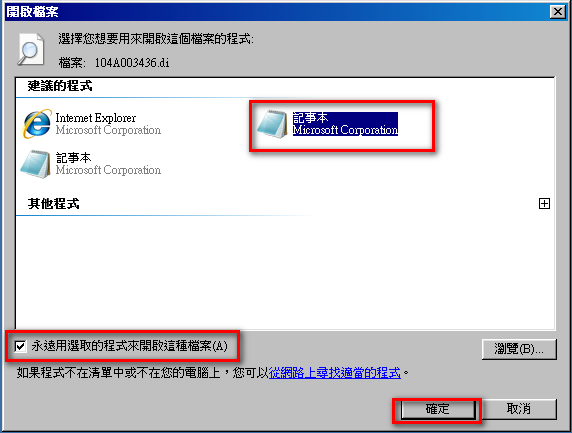 開啟檔案
選擇您想要用來開啟這個檔案的程式:
檔案: 104A003436.di
建議的程式
Internet Explorer
Microsoft Corporation
記事本
Microsoft Corporation
記事本
Microsoft Corporation
其他程式
永遠用選取的程式來開啟這種檔案(A)
瀏覽(B)...
如果程式不在清單中或不在您的電腦上，您可以從網路上尋找適當的程式。
確定
取消